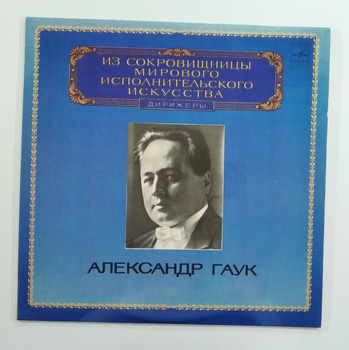 ИЗ СОКРОВИЩНИЦЫ
МИРОВОГО
ИСПОЛНИТЕЛЬСКОГО
ИСКУССТВА
ДИРИЖЕРЫ
АЛЕКСАНДР ГАУК